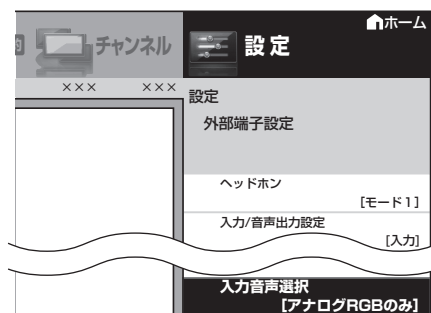 ホーム
チャンネル
設定
××× ×××
設定
外部端子設定
ヘッドホン
[モード1]
入力/音声出力設定
[入力]
入力音声選択
[アナログRGBのみ]